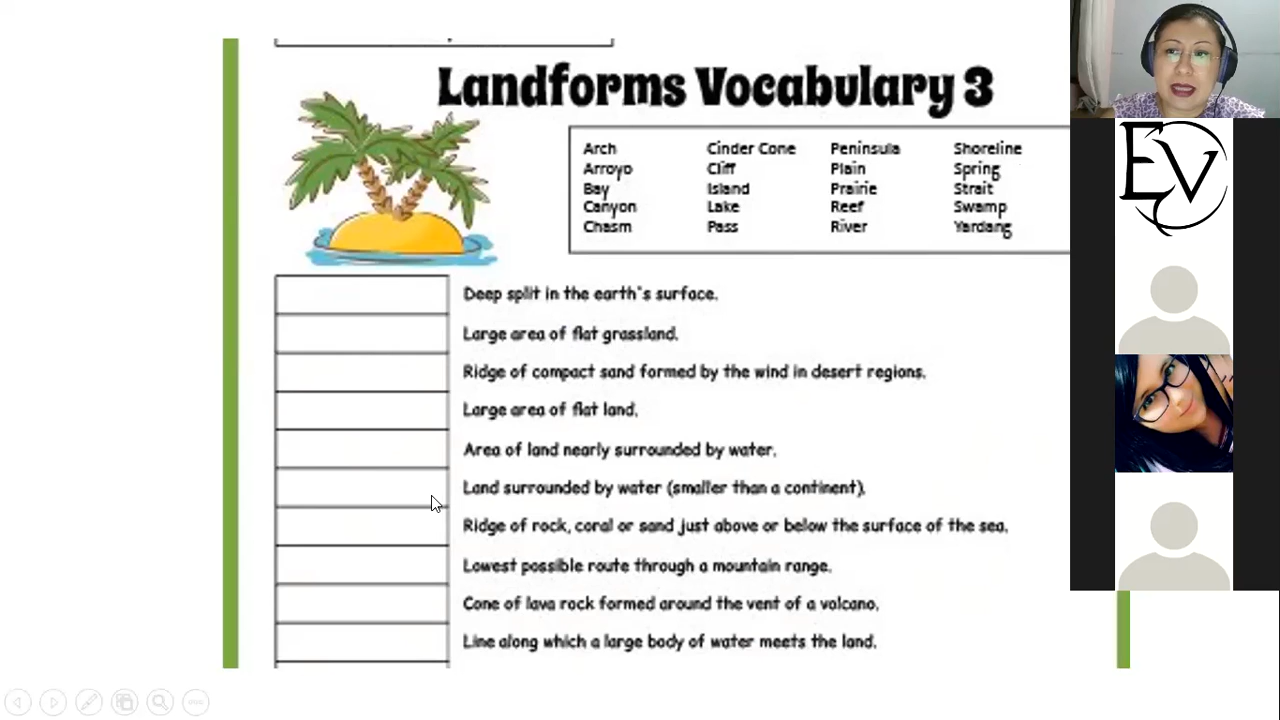 Landforms Vocabulary 3
Arch Cinder Cone Peninsula Shoreline
Arroyo Cliff Plain Spring
Bay Island Prairie Strait
Canyon Lake Reef Swamp
Chasm Pass River Yardang
Deep split in the earth's surface.
Large area of flat grassland.
Ridge of compact sand formed by the wind in desert regions.
Large area of flat land.
Area of land nearly surrounded by water.
Land surrounded by water (smaller than a continent).
Ridge of rock, coral or sand just above or below the surface of the sea.
Lowest possible route through a mountain range.
Cone of lava rock formed around the vent of a volcano.
Line along which a large body of water meets the land.
EV